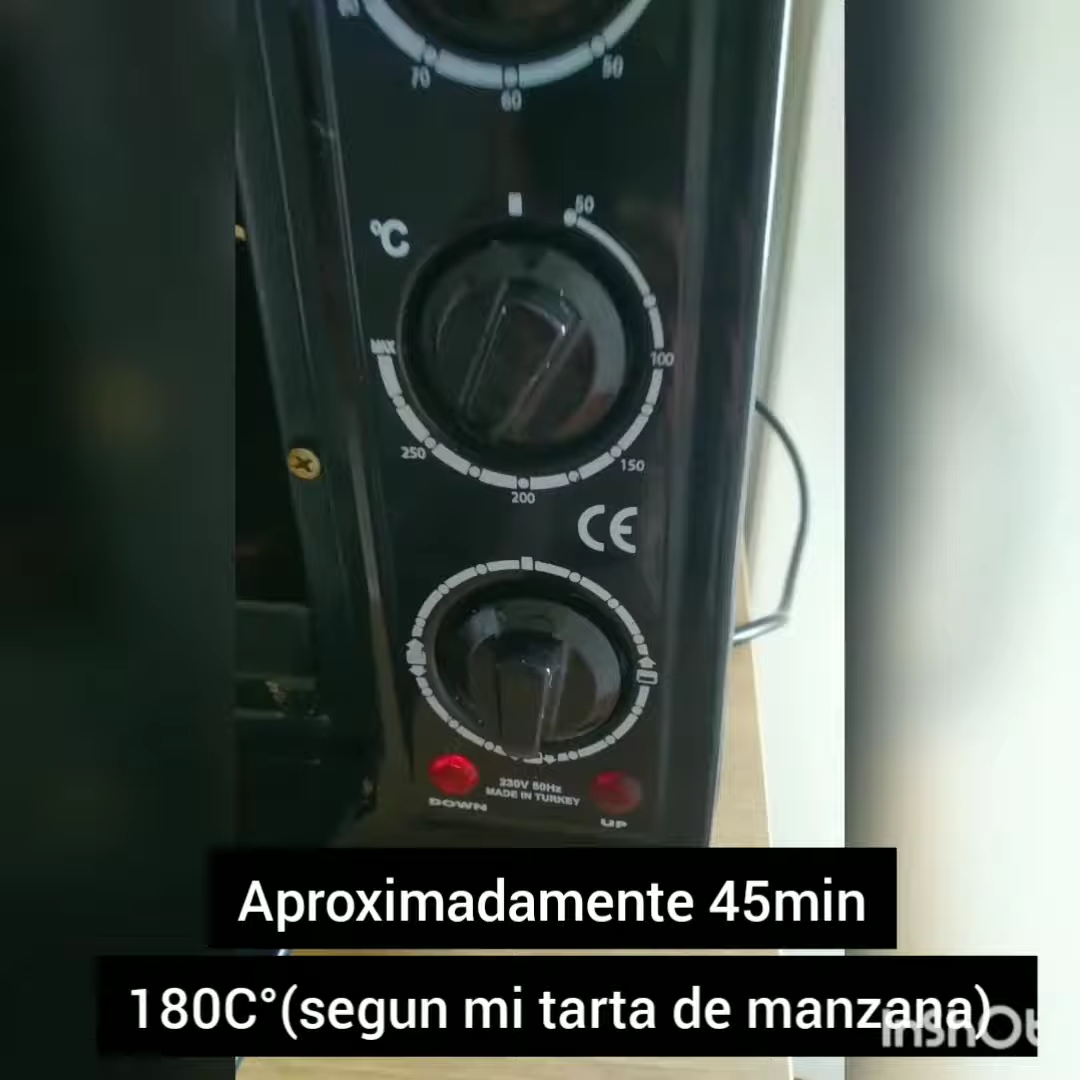 70
50
60
50
°C
MAX
100
250
150
200
CE
230V 50Hz
MADE IN TURKEY
DOWN
UP
Aproximadamente 45min
180C°(segun mi tarta de manzana)
InShOt